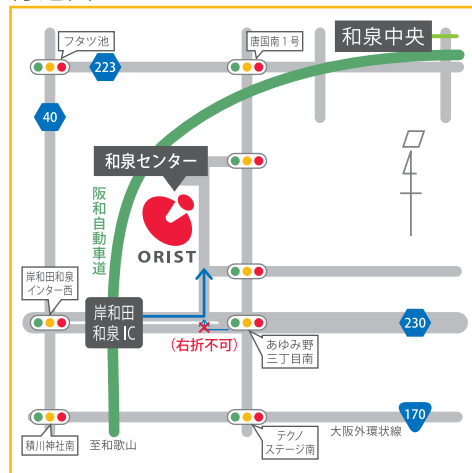 フタツ池
223
唐国南1号
和泉中央
40
和泉センター
阪和自動車道
ORIST
岸和田和泉
インター西
岸和田
和泉IC
(右折不可)
あゆみ野
三丁目南
230
積川神社南
至和歌山
テクノ
ステージ南
大阪外環状線
170